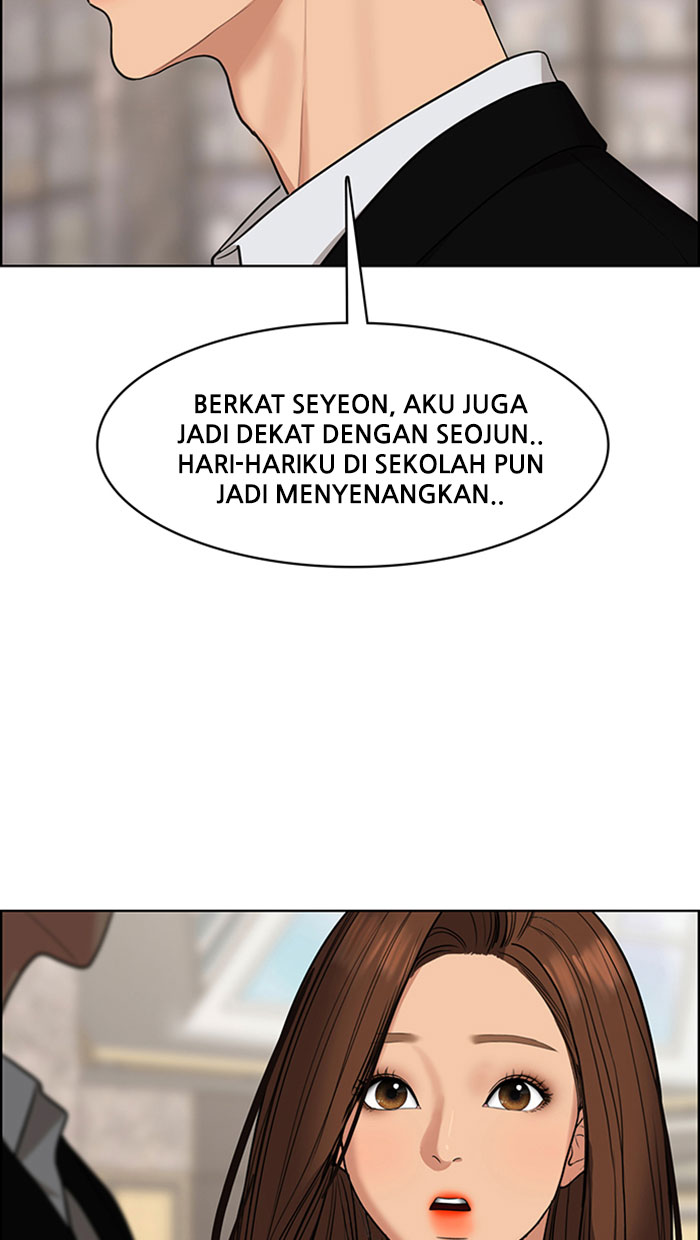 BERKAT SEYEON, AKU JUGA
JADI DEKAT DENGAN SEOJUN..
HARI-HARIKU DI SEKOLAH PUN
JADI MENYENANGKAN..